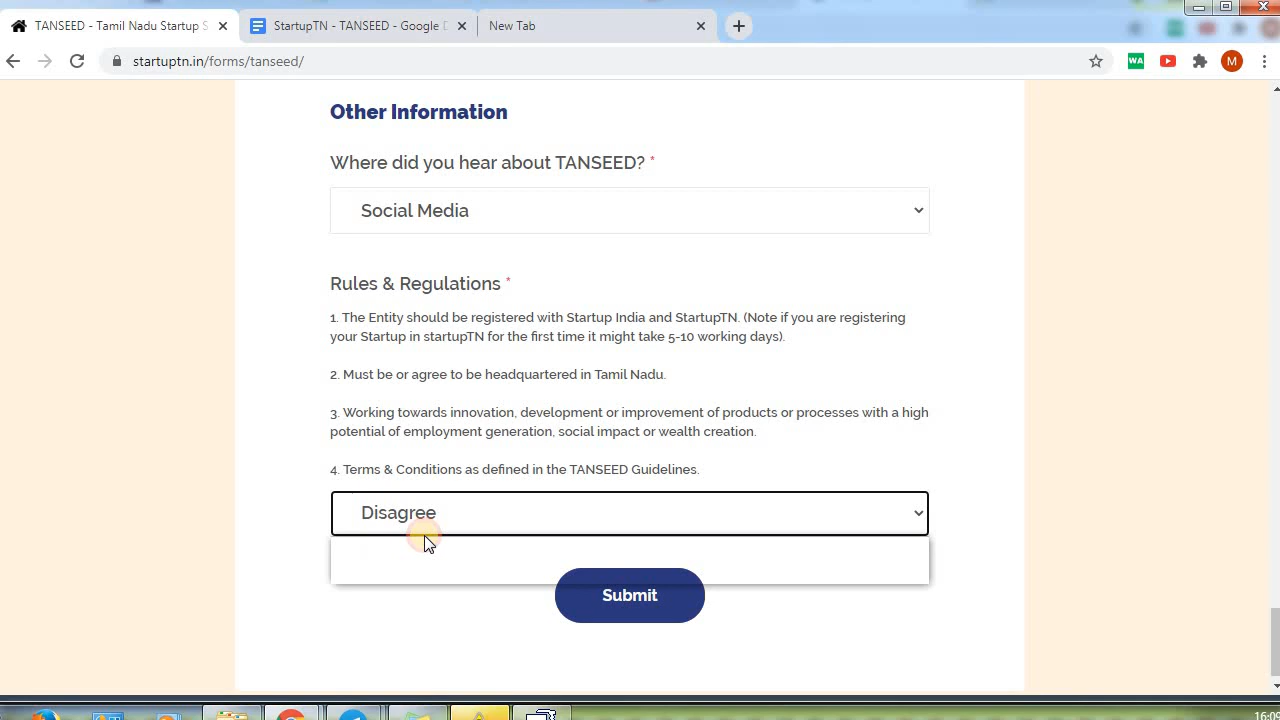 TANSEED - Tamil Nadu Startup S
StartupTN - TANSEED - Google D
New Tab
startuptn.in/forms/tanseed/
WA
M
Other Information
Where did you hear about TANSEED? *
Social Media
Rules & Regulations *
1. The Entity should be registered with Startup India and StartupTN. (Note if you are registering
your Startup in startupTN for the first time it might take 5-10 working days).
2. Must be or agree to be headquartered in Tamil Nadu.
3. Working towards innovation, development or improvement of products or processes with a high
potential of employment generation, social impact or wealth creation.
4. Terms & Conditions as defined in the TANSEED Guidelines.
Disagree
Submit